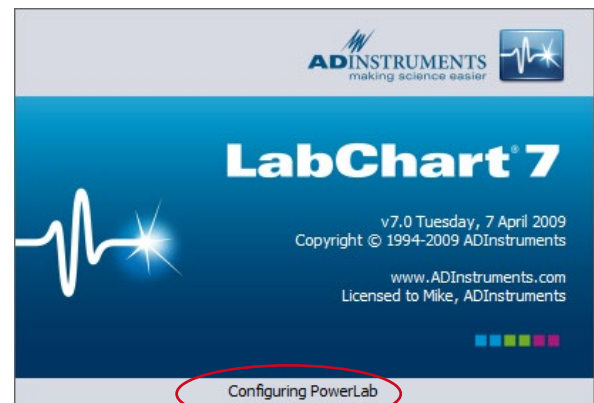 ADINSTRUMENTS
making science easier
LabChart® 7
v7.0 Tuesday, 7 April 2009
Copyright © 1994-2009 ADInstruments
www.ADInstruments.com
Licensed to Mike, ADInstruments
Configuring PowerLab